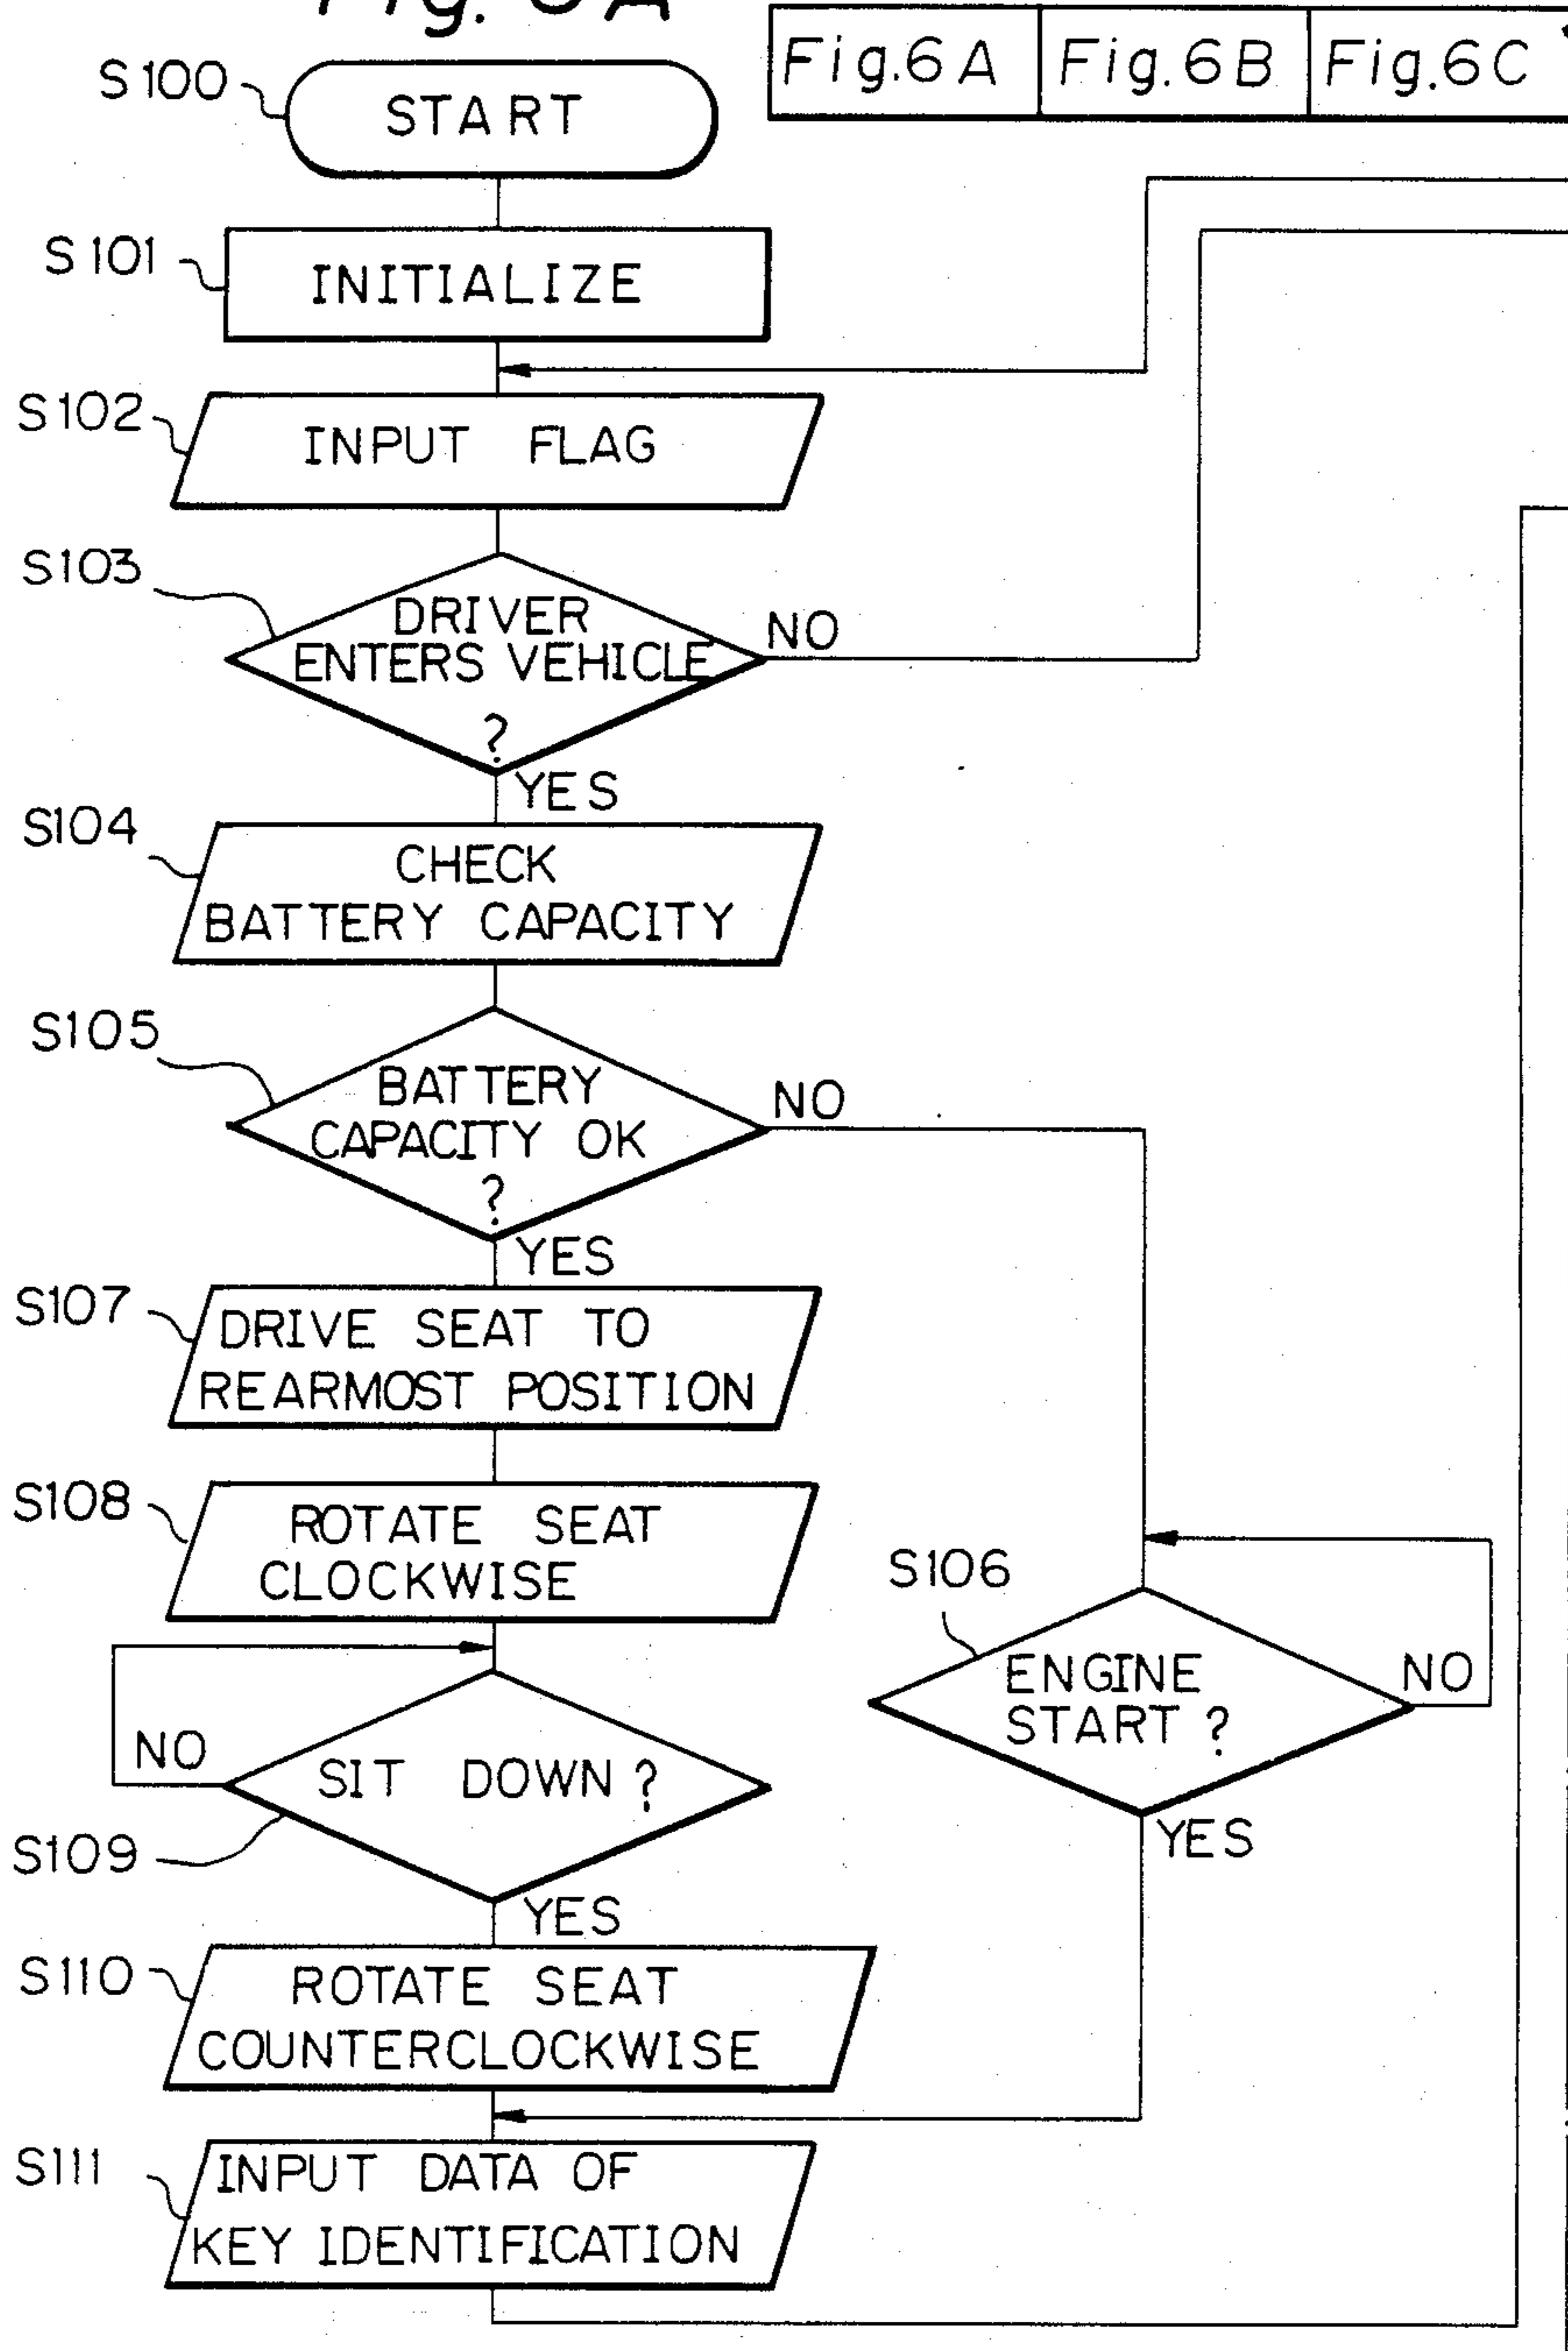 Fig. 6A
Fig.6A Fig.6B Fig.6C
S100
START
S101
INITIALIZE
S102
INPUT FLAG
S103
DRIVER
ENTERS VEHICLE
?
NO
YES
S104
CHECK
BATTERY CAPACITY
S105
BATTERY
CAPACITY OK
?
NO
YES
S107
DRIVE SEAT TO
REARMOST POSITION
S108
ROTATE SEAT
CLOCKWISE
S106
ENGINE
START ?
NO
YES
NO
SIT DOWN ?
S109
YES
S110
ROTATE SEAT
COUNTERCLOCKWISE
S111
INPUT DATA OF
KEY IDENTIFICATION